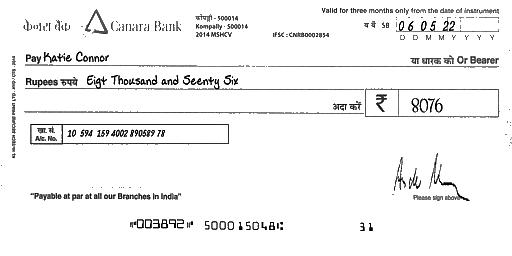 केनरा बैंक Canara Bank
कोंपल्ली - 500014
Kompally - 500014
2014 MSHCV
IFSC : CNRB0002854
Valid for three months only from the date of instrument
SB 06 05 22
D D M M Y Y Y Y
Pay Katie Connor या धारक को Or Bearer
Rupees रुपये Eigt Thousand and Seenty Six
अदा करें ₹ 8076
खा. सं.
A/c. No. 10 594 159 4002 890589 78
Please sign above
"Payable at par at all our Branches in India"
⑈003892⑈ 500015048⑆ 31